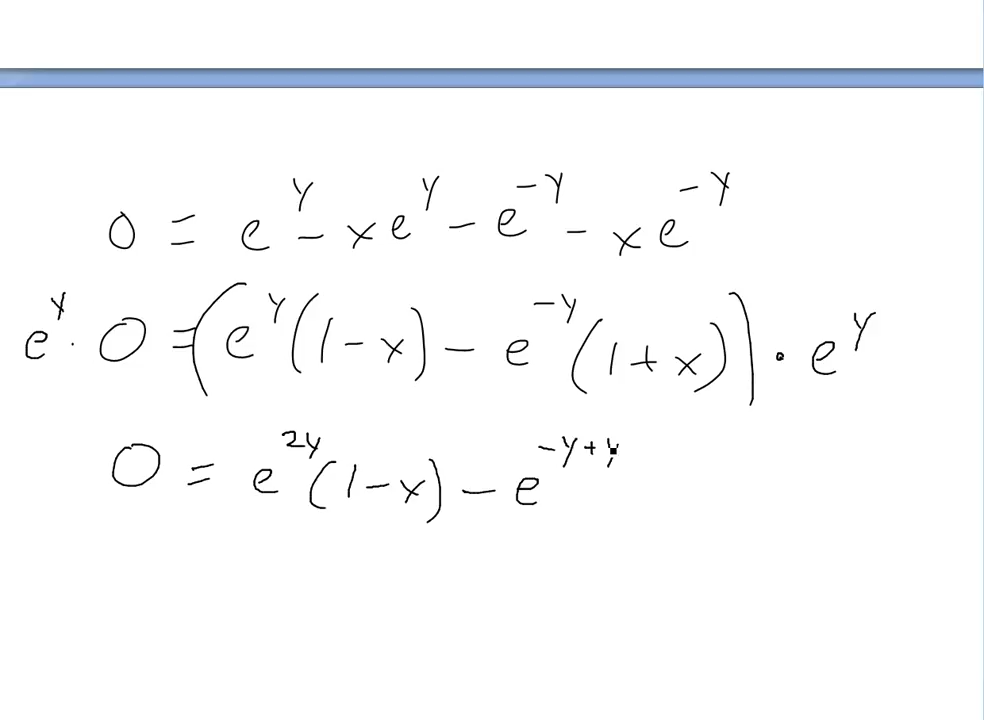 0 = e^y - xe^y - e^-y - xe^-y
e^y · 0 = (e^y(1-x) - e^-y(1+x)) · e^y
0 = e^2y(1-x) - e^-y+y